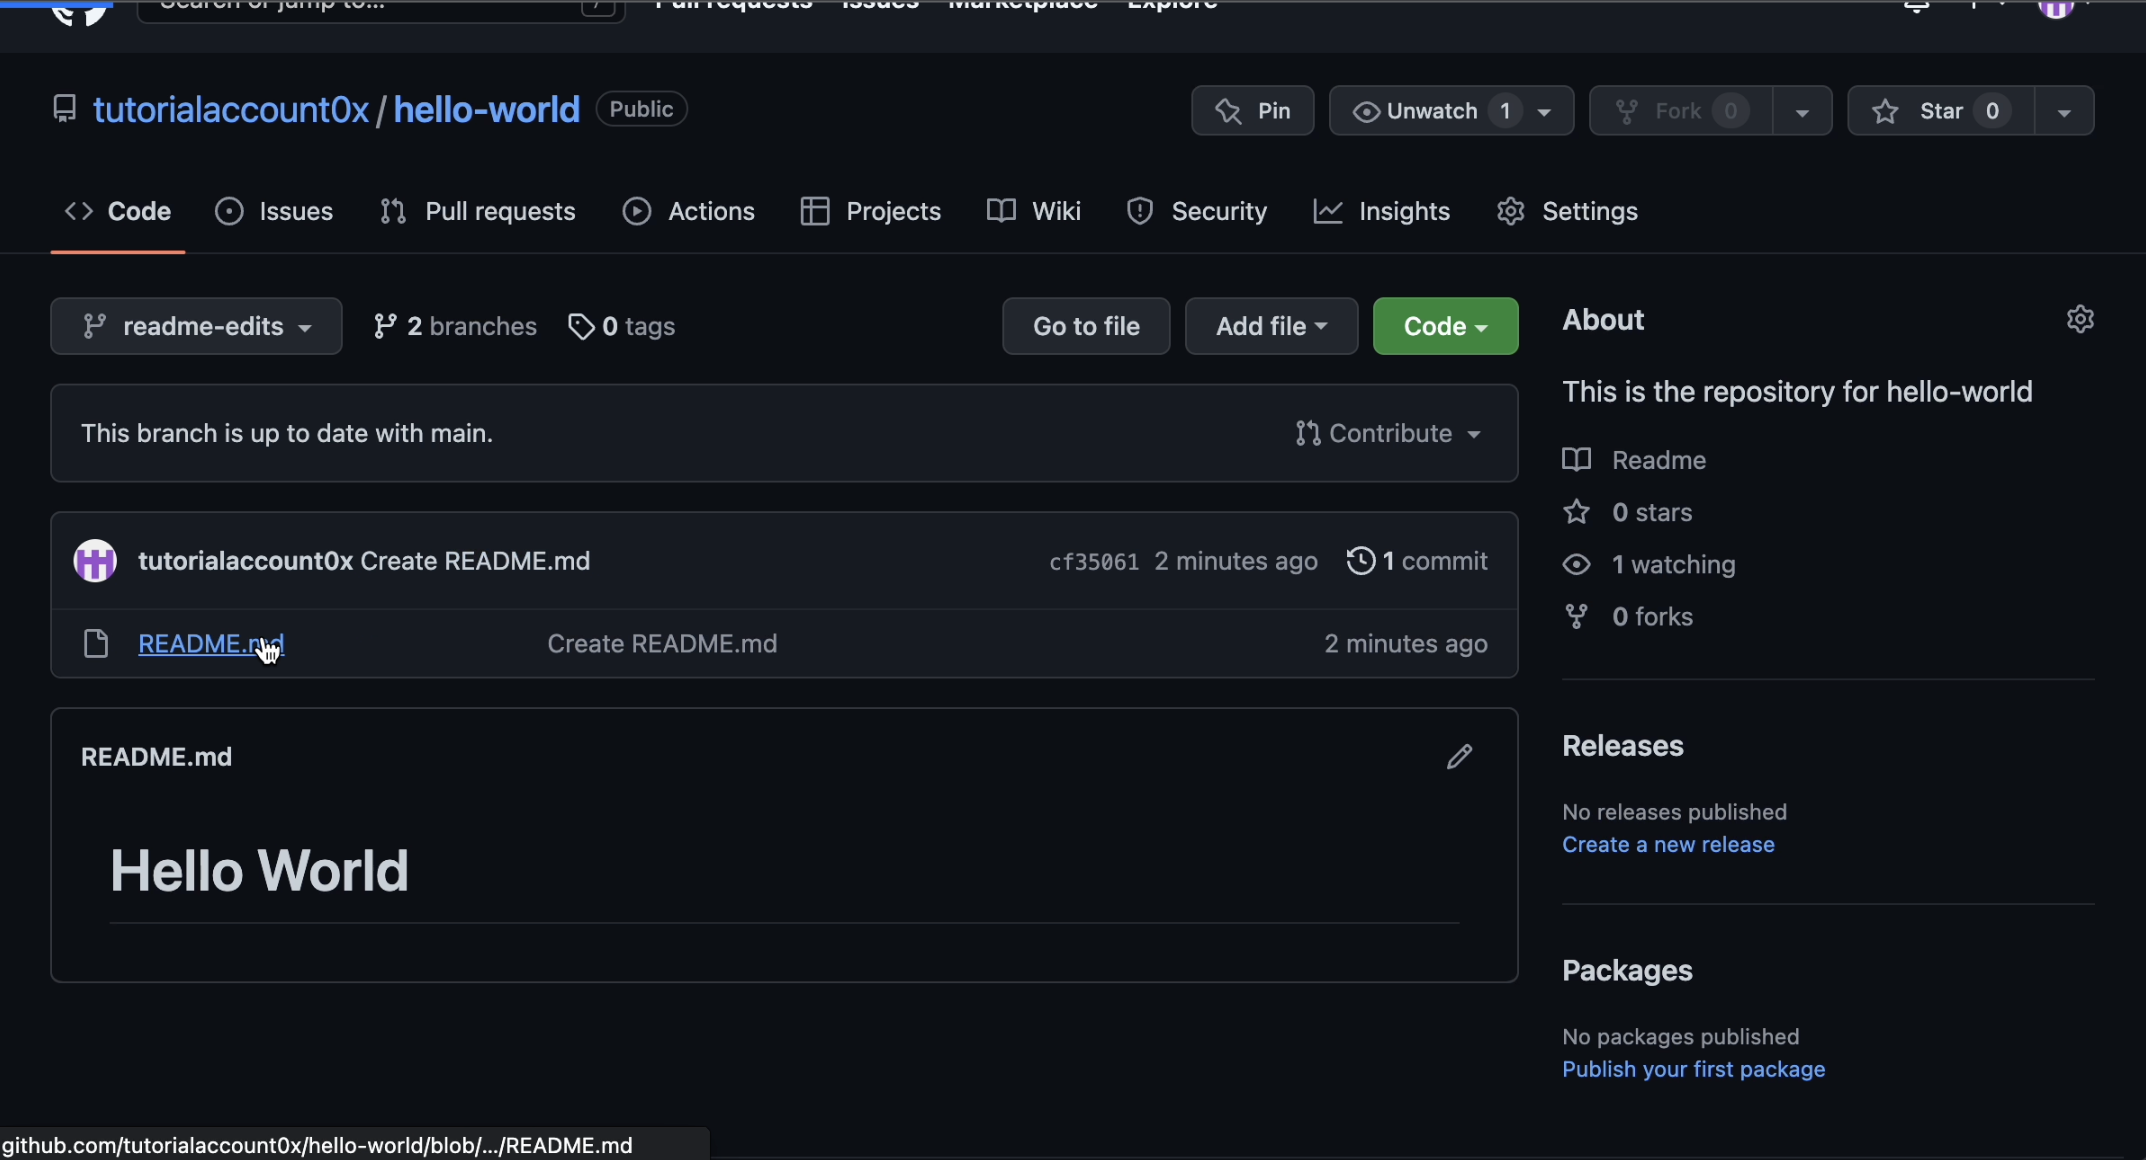 Search or jump to...
Pull requests Issues Marketplace Explore
tutorialaccount0x / hello-world Public
Pin
Unwatch 1
Fork 0
Star 0
Code
Issues
Pull requests
Actions
Projects
Wiki
Security
Insights
Settings
readme-edits
2 branches
0 tags
Go to file
Add file
Code
This branch is up to date with main.
Contribute
tutorialaccount0x Create README.md
cf35061 2 minutes ago
1 commit
README.md
Create README.md
2 minutes ago
README.md
Hello World
About
This is the repository for hello-world
Readme
0 stars
1 watching
0 forks
Releases
No releases published
Create a new release
Packages
No packages published
Publish your first package
github.com/tutorialaccount0x/hello-world/blob/.../README.md